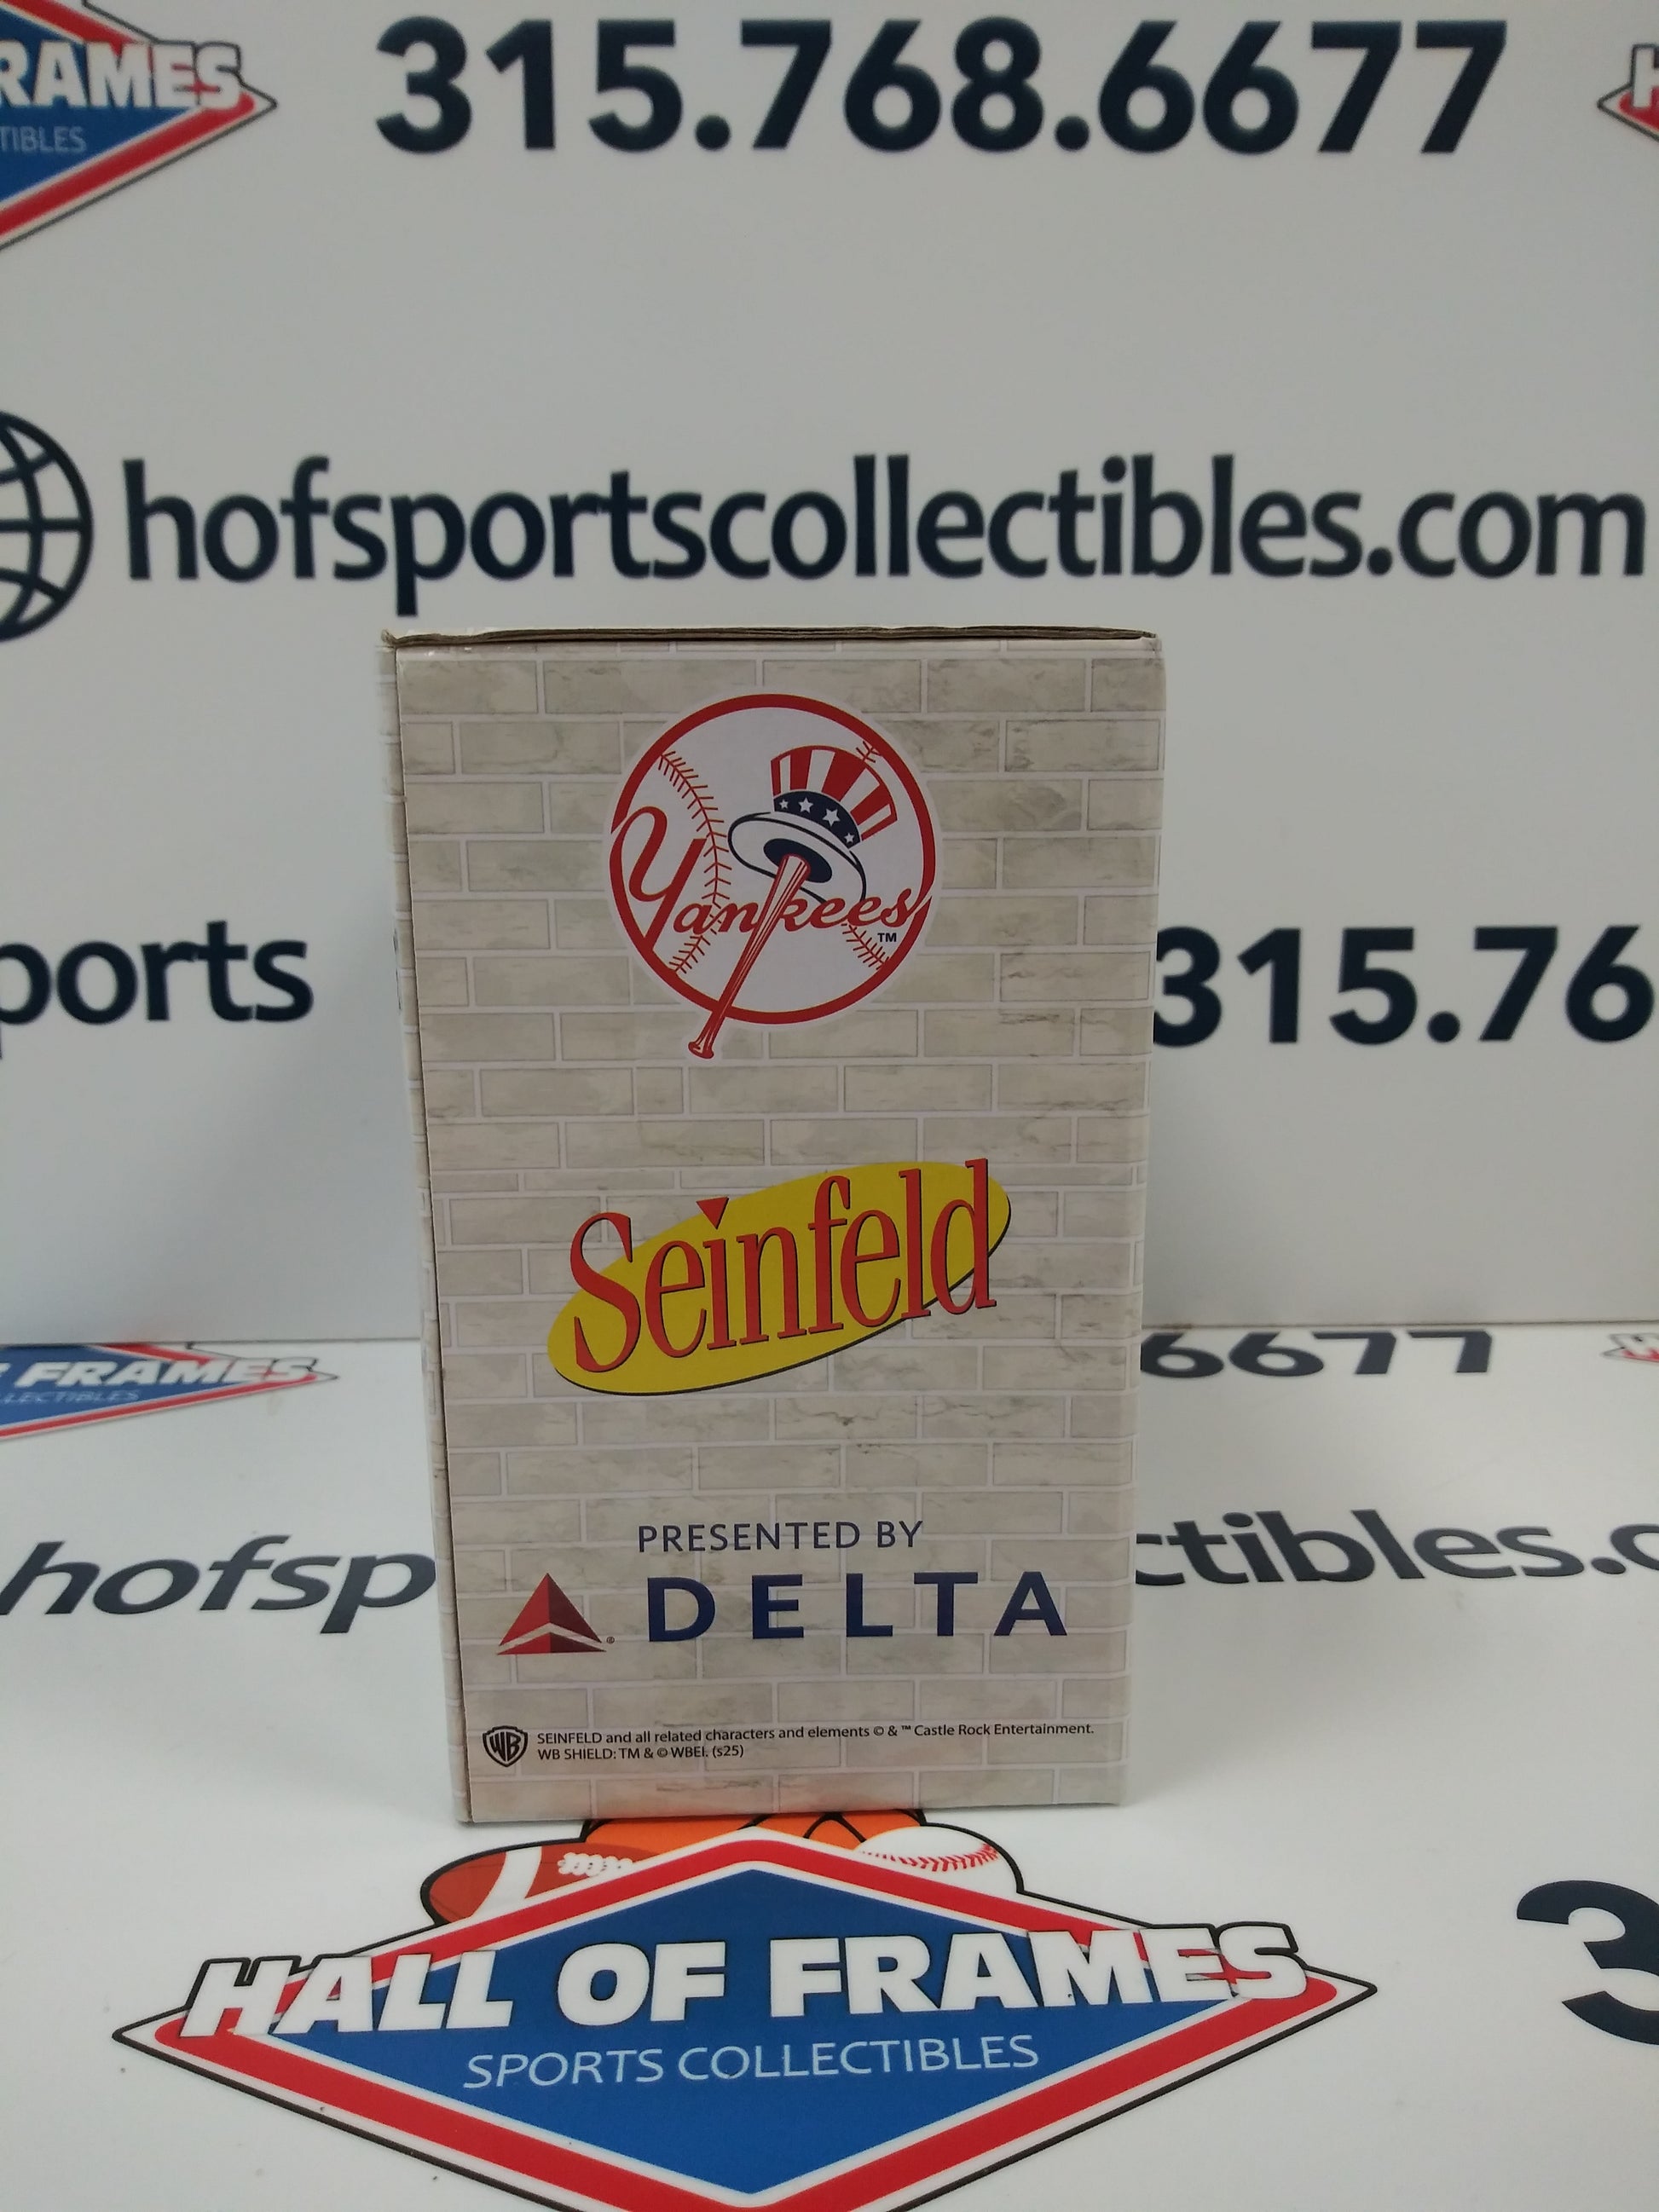 RAMES
TIBLES
315.768.6677
H
hofsportscollectibles.com
Yankees
TM
ports
315.76
Seinfeld
FRAMES
LLECTIBLES
6677
PRESENTED BY
DELTA
hofsp
ctibles.c
WB
SEINFELD and all related characters and elements © & ™ Castle Rock Entertainment.
WB SHIELD: TM & © WBEI. (s25)
HALL OF FRAMES
SPORTS COLLECTIBLES
3